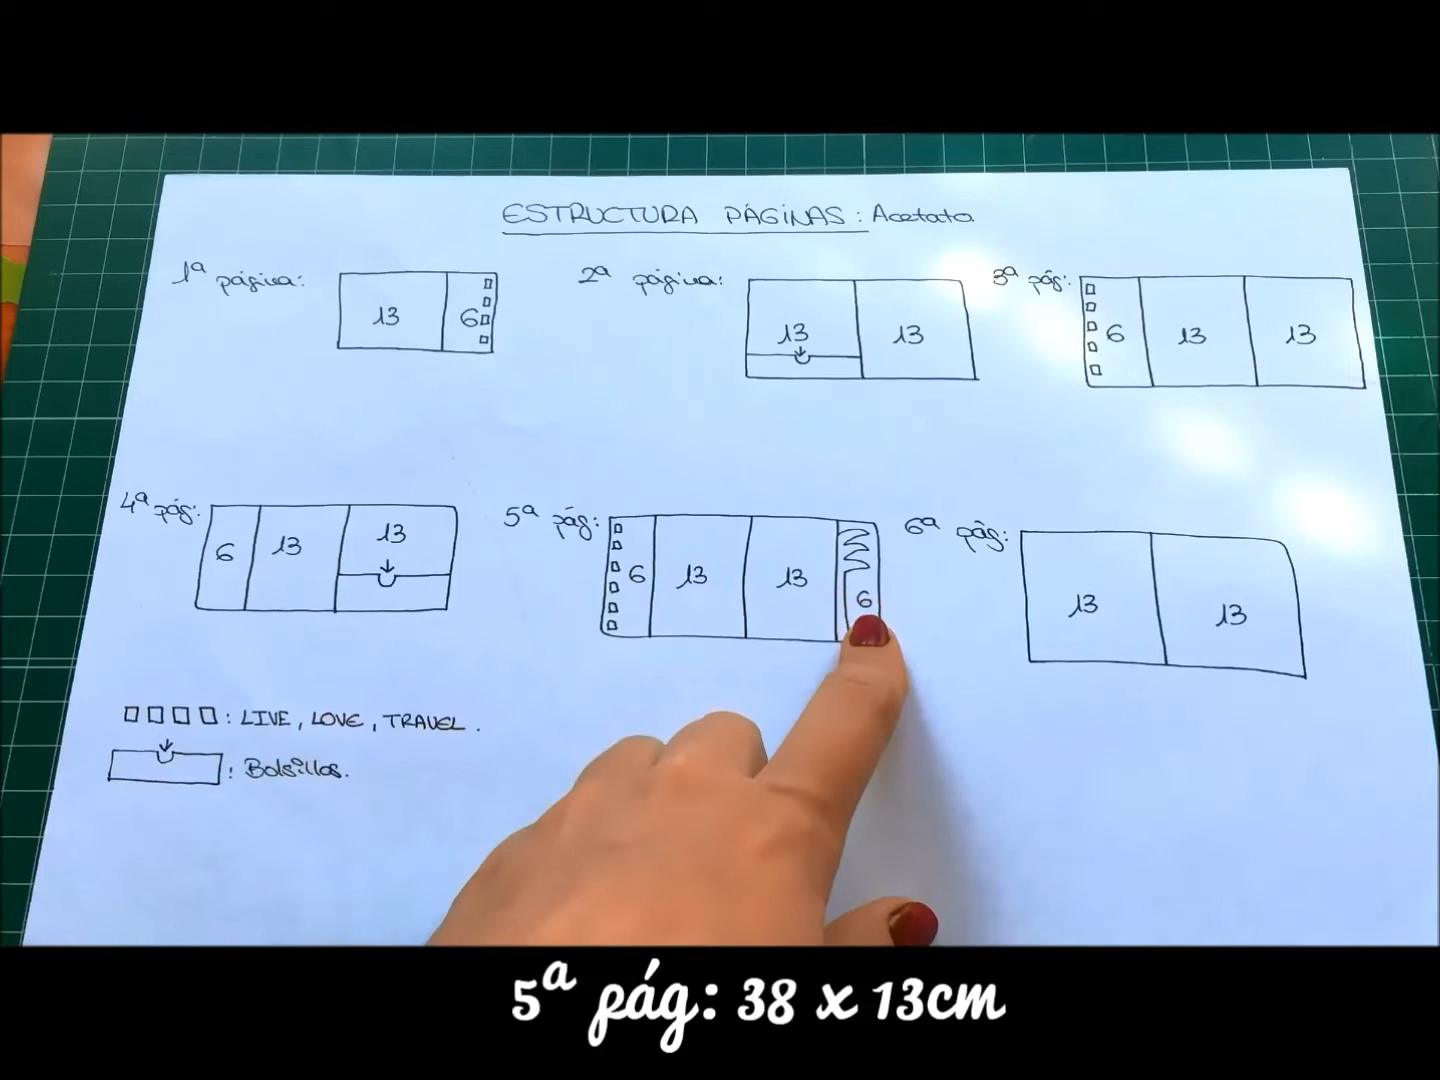 ESTRUCTURA PÁGINAS: Acetato
1ª página:
13 6
2ª página:
13 13
3ª pág:
6 13 13
4ª pág:
6 13 13
5ª pág:
6 13 13 6
6ª pág:
13 13
: LIVE, LOVE, TRAVEL.
: Bolsillos.
5ª pág: 38 x 13cm